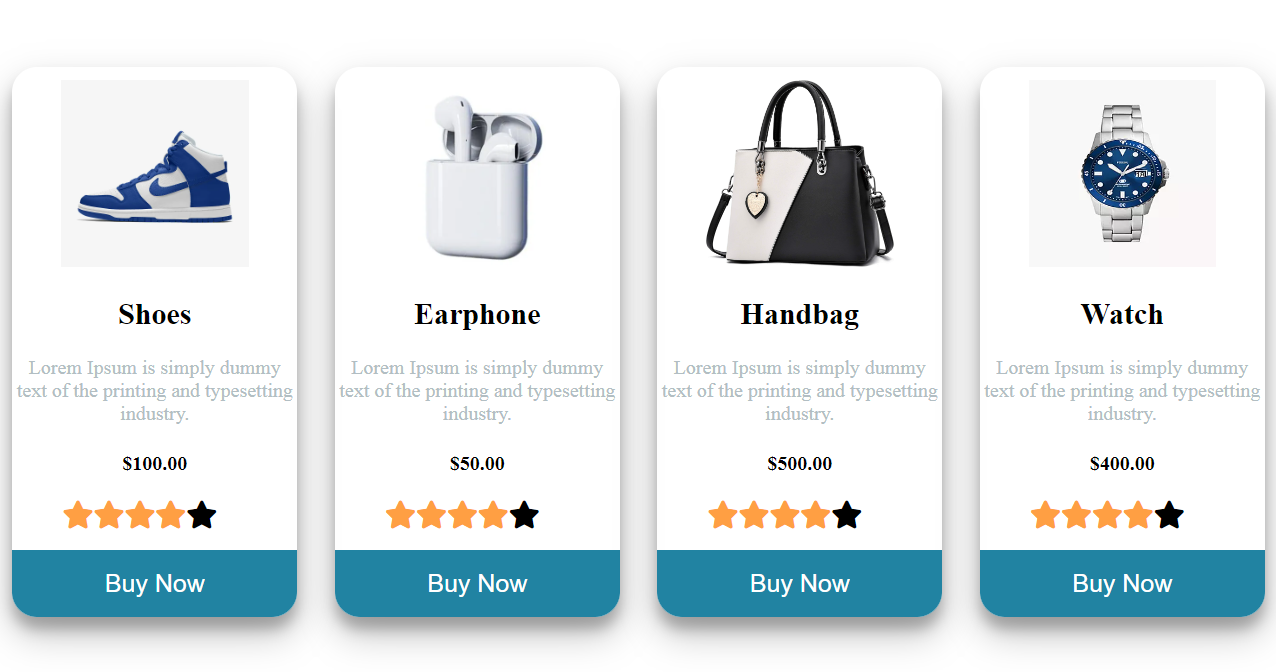 Shoes
Lorem Ipsum is simply dummy
text of the printing and typesetting
industry.
$100.00
Buy Now
Earphone
Lorem Ipsum is simply dummy
text of the printing and typesetting
industry.
$50.00
Buy Now
Handbag
Lorem Ipsum is simply dummy
text of the printing and typesetting
industry.
$500.00
Buy Now
Watch
Lorem Ipsum is simply dummy
text of the printing and typesetting
industry.
$400.00
Buy Now